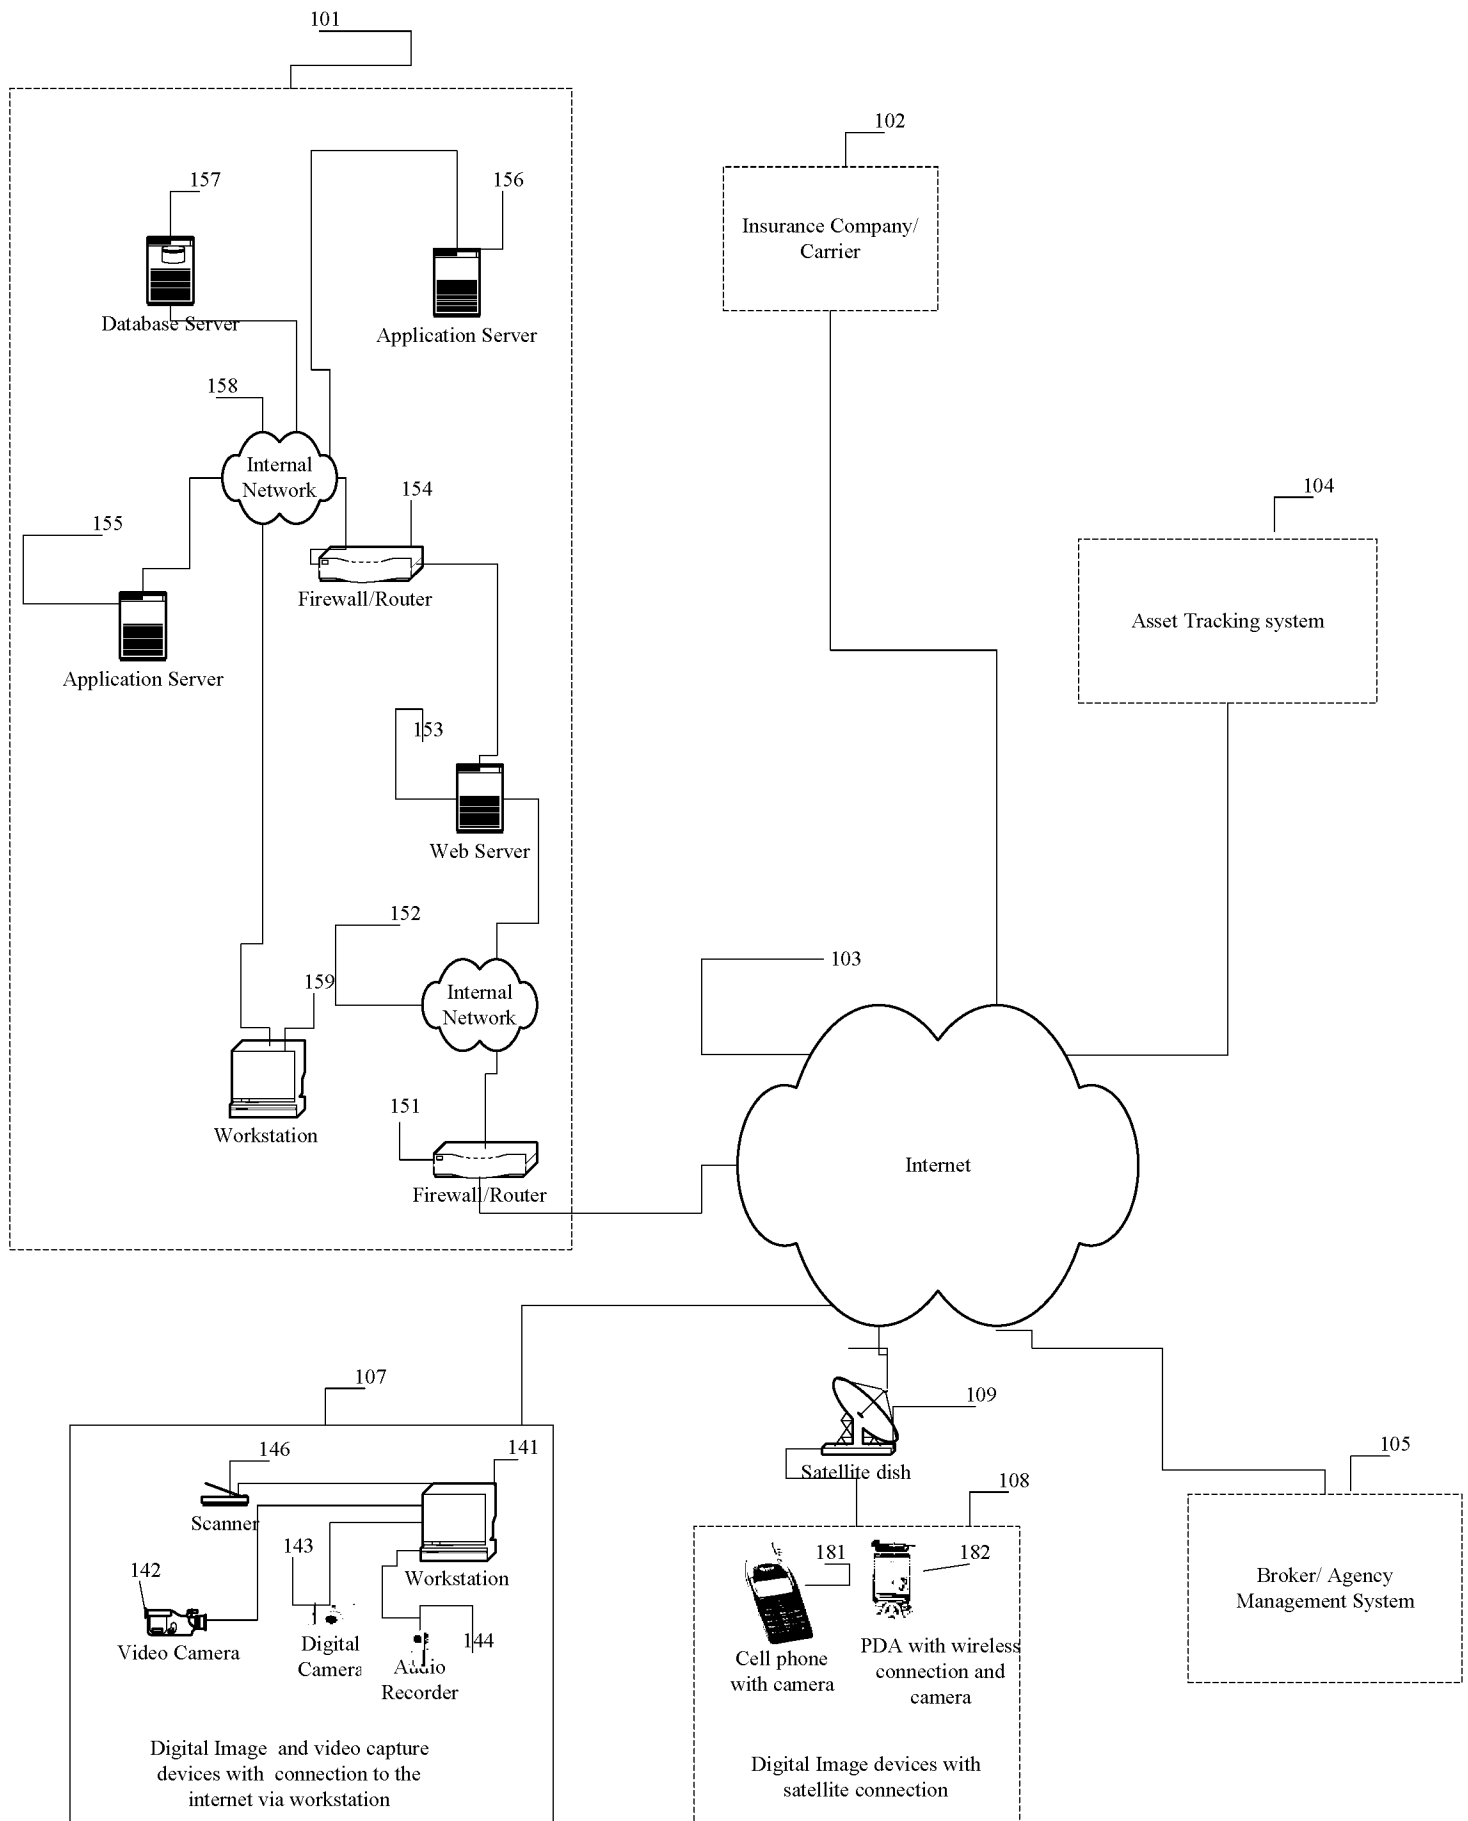 101
102
157
156
Insurance Company/
Carrier
Database Server
Application Server
158
Internal
Network
154
104
155
Firewall/Router
Asset Tracking system
Application Server
153
Web Server
152
103
159
Internal
Network
151
Workstation
Internet
Firewall/Router
107
109
146
141
105
Satellite dish
108
Scanner
143
142
181
182
Workstation
Broker/ Agency
Management System
Video Camera
Digital
Camera
144
Audio
Recorder
Cell phone
with camera
PDA with wireless
connection and
camera
Digital Image  and video capture
devices with  connection to the
internet via workstation
Digital Image devices with
satellite connection